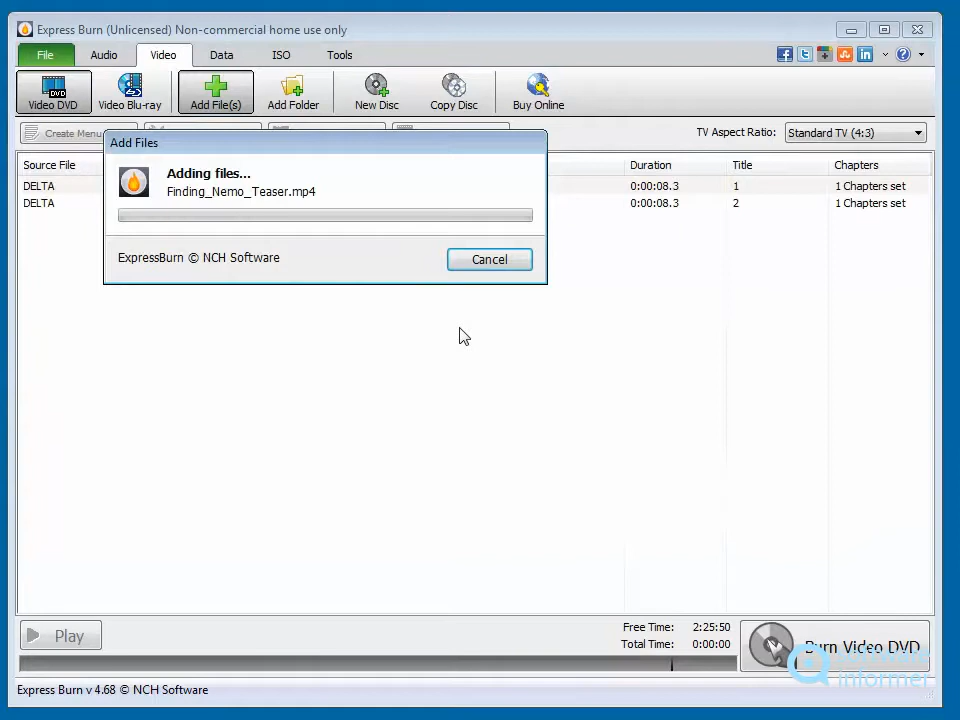 Express Burn (Unlicensed) Non-commercial home use only
File Audio Video Data ISO Tools
Video DVD Video Blu-ray Add File(s) Add Folder New Disc Copy Disc Buy Online
Create Menu TV Aspect Ratio: Standard TV (4:3)
Add Files
Source File Duration Title Chapters
Adding files...
DELTA 0:00:08.3 1 1 Chapters set
Finding_Nemo_Teaser.mp4
DELTA 0:00:08.3 2 1 Chapters set
ExpressBurn © NCH Software Cancel
Free Time: 2:25:50
Play
Total Time: 0:00:00
Burn Video DVD
software
informer
Express Burn v 4.68 © NCH Software